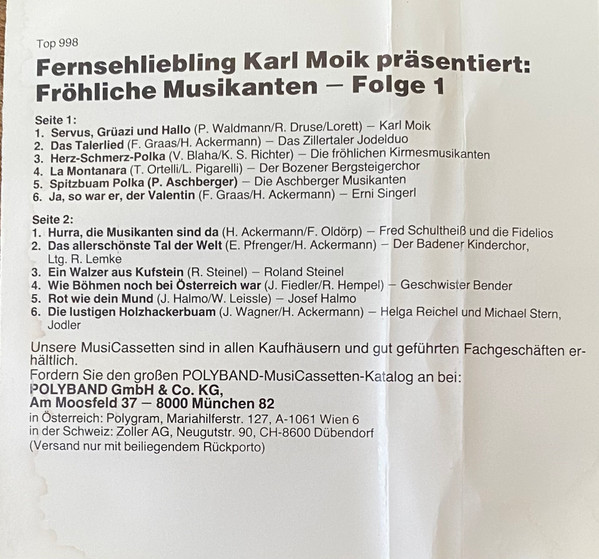 Top 998
Fernsehliebling Karl Moik präsentiert:
Fröhliche Musikanten – Folge 1
Seite 1:
1. Servus, Grüazi und Hallo (P. Waldmann/R. Druse/Lorett) – Karl Moik
2. Das Talerlied (F. Graas/H. Ackermann) – Das Zillertaler Jodelduo
3. Herz-Schmerz-Polka (V. Blaha/K. S. Richter) – Die fröhlichen Kirmesmusikanten
4. La Montanara (T. Ortelli/L. Pigarelli) – Der Bozener Bergsteigerchor
5. Spitzbuam Polka (P. Aschberger) – Die Aschberger Musikanten
6. Ja, so war er, der Valentin (F. Graas/H. Ackermann) – Erni Singerl
Seite 2:
1. Hurra, die Musikanten sind da (H. Ackermann/F. Oldörp) – Fred Schultheiß und die Fidelios
2. Das allerschönste Tal der Welt (E. Pfrenger/H. Ackermann) – Der Badener Kinderchor,
Ltg. R. Lemke
3. Ein Walzer aus Kufstein (R. Steinel) – Roland Steinel
4. Wie Böhmen noch bei Österreich war (J. Fiedler/R. Hempel) – Geschwister Bender
5. Rot wie dein Mund (J. Halmo/W. Leissle) – Josef Halmo
6. Die lustigen Holzhackerbuam (J. Wagner/H. Ackermann) – Helga Reichel und Michael Stern,
Jodler
Unsere MusiCassetten sind in allen Kaufhäusern und gut geführten Fachgeschäften er-
hältlich.
Fordern Sie den großen POLYBAND-MusiCassetten-Katalog an bei:
POLYBAND GmbH & Co. KG,
Am Moosfeld 37 – 8000 München 82
in Österreich: Polygram, Mariahilferstr. 127, A-1061 Wien 6
in der Schweiz: Zoller AG, Neugutstr. 90, CH-8600 Dübendorf
(Versand nur mit beiliegendem Rückporto)